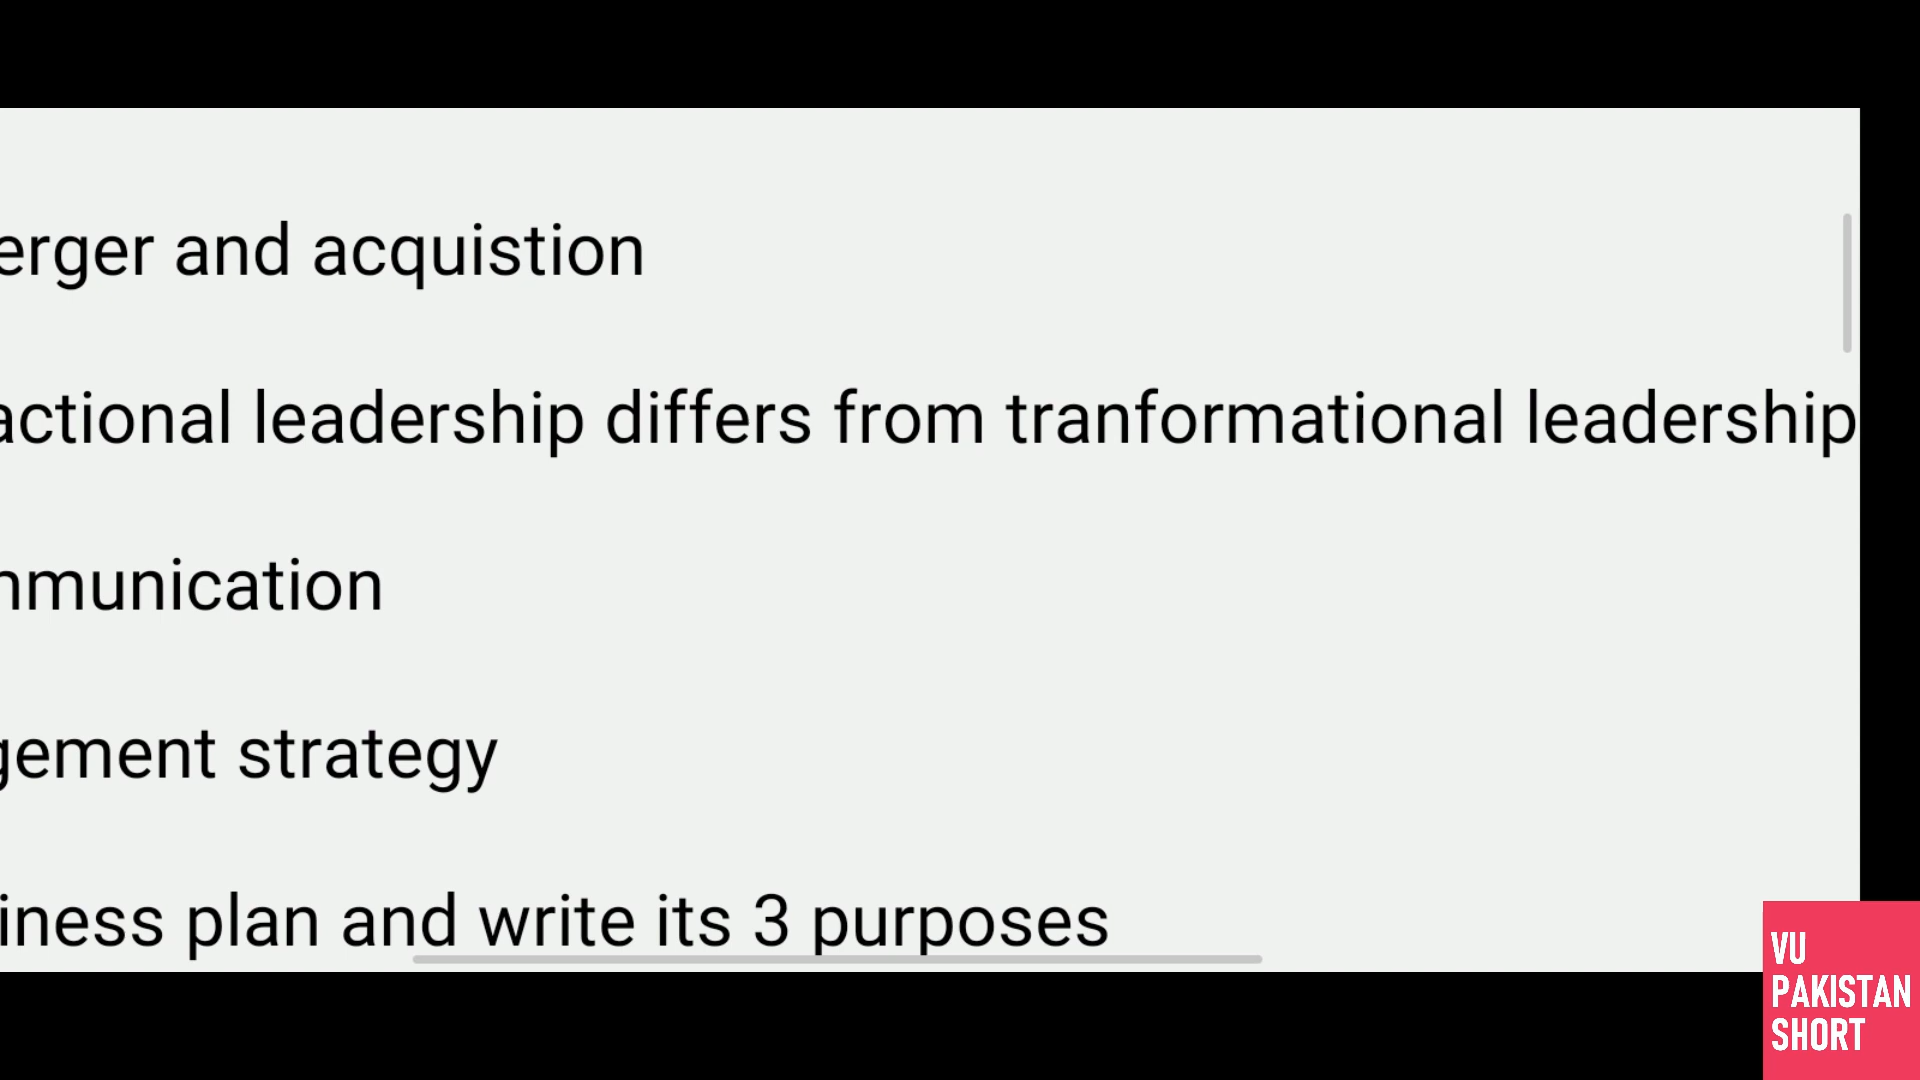 erger and acquistion
actional leadership differs from tranformational leadership
mmunication
gement strategy
iness plan and write its 3 purposes
VU
PAKISTAN
SHORT